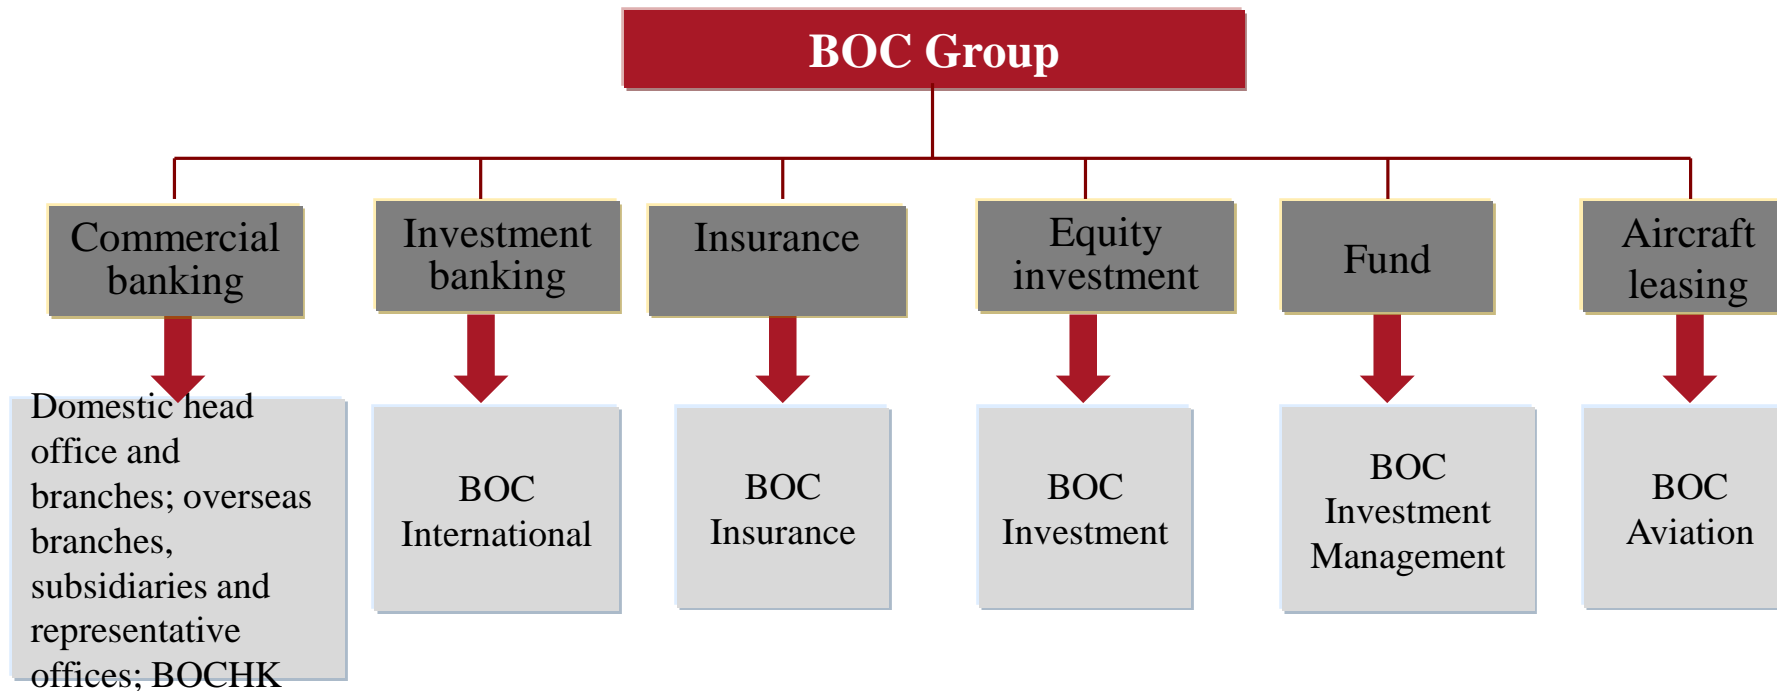 BOC Group
Commercial
banking
Investment
banking
Insurance
Equity
investment
Fund
Aircraft
leasing
Domestic head
office and
branches; overseas
branches,
subsidiaries and
representative
offices; BOCHK
BOC
International
BOC
Insurance
BOC
Investment
BOC
Investment
Management
BOC
Aviation